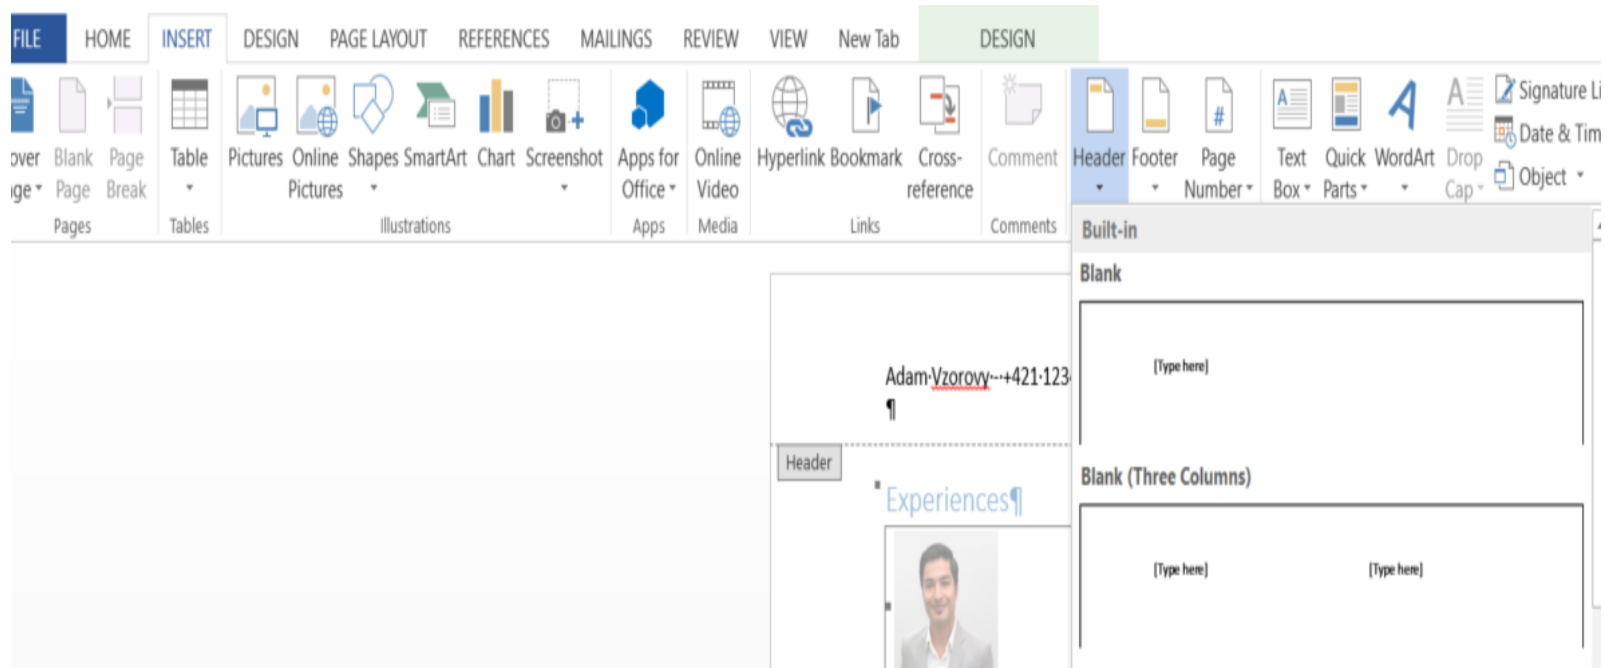 FILE HOME INSERT DESIGN PAGE LAYOUT REFERENCES MAILINGS REVIEW VIEW New Tab DESIGN
Signature Li
Date & Tim
over Blank Page Table Pictures Online Shapes SmartArt Chart Screenshot Apps for Online Hyperlink Bookmark Cross- Comment Header Footer Page Text Quick WordArt Drop Object
ge Page Break Pictures Office Video reference Number Box Parts Cap
Pages Tables Illustrations Apps Media Links Comments
Built-in
Blank
[Type here]
Adam·Vzorovy·-·+421·123
¶
Header
Blank (Three Columns)
Experiences¶
[Type here] [Type here]